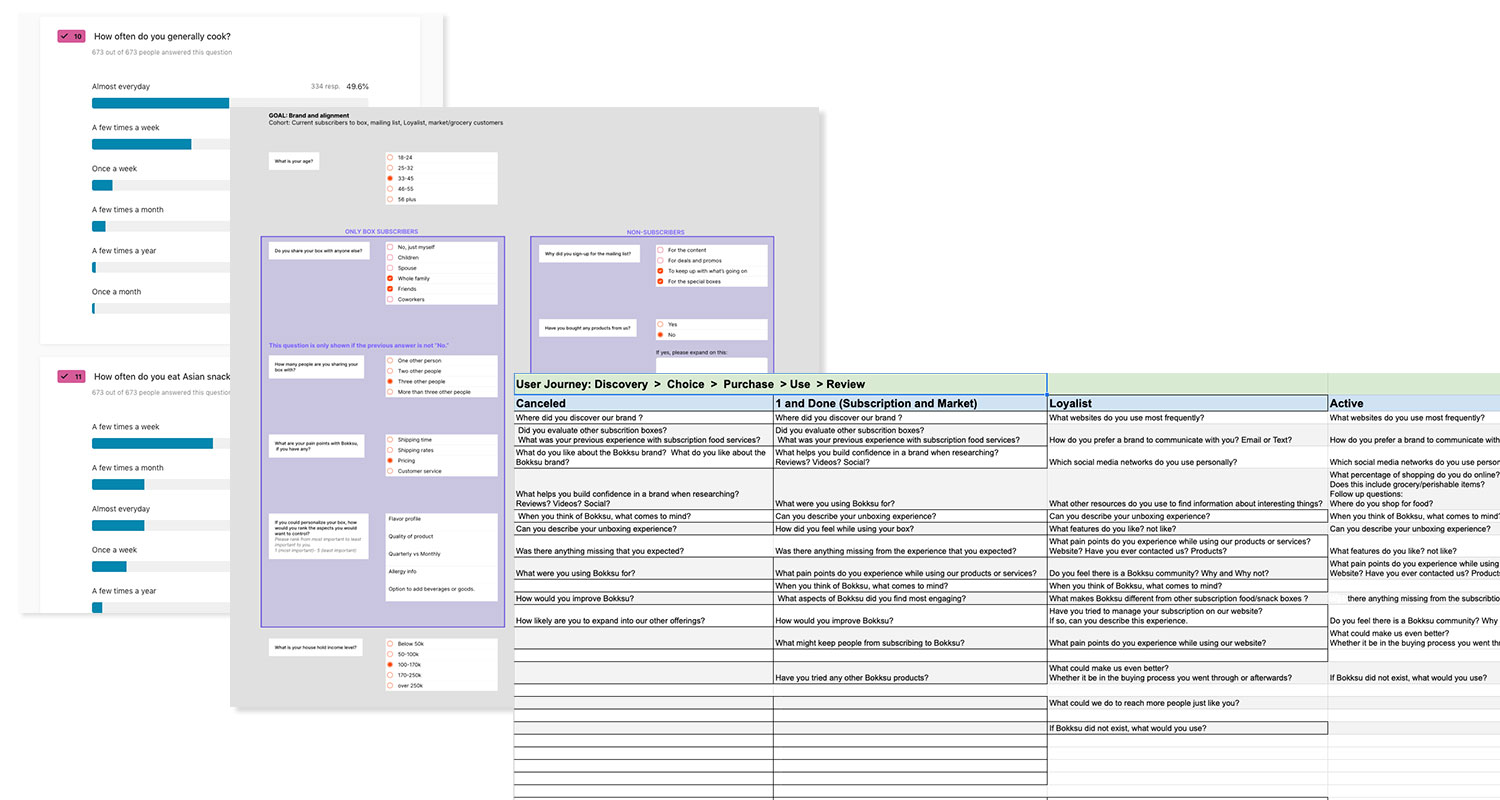 10 How often do you generally cook?
673 out of 673 people answered this question
Almost everyday 334 resp. 49.6%
A few times a week
Once a week
A few times a month
A few times a year
Once a month
11 How often do you eat Asian snack
673 out of 673 people answered this question
A few times a week
A few times a month
Almost everyday
Once a week
A few times a year
GOAL: Brand and alignment
Cohort: Current subscribers to box, mailing list, Loyalist, market/grocery customers
What is your age?
18-24
25-32
33-45
46-55
56 plus
ONLY BOX SUBSCRIBERS
Do you share your box with anyone else?
No, just myself
Children
Spouse
Whole family
Friends
Coworkers
This question is only shown if the previous answer is not "No."
How many people are you sharing your
box with?
One other person
Two other people
Three other people
More than three other people
What are your pain points with Bokksu,
if you have any?
Shipping time
Shipping rates
Pricing
Customer service
If you could personalize your box, how
would you rank the aspects you would
want to control?
Please rank from most important to least
important to you.
1 (most important)- 5 (least important)
Flavor profile
Quality of product
Quarterly vs Monthly
Allergy info
Option to add beverages or goods.
What is your house hold income level?
Below 50k
50-100k
100-170k
170-250k
over 250k
NON-SUBSCRIBERS
Why did you sign-up for the mailing list?
For the content
For deals and promos
To keep up with what's going on
For the special boxes
Have you bought any products from us?
Yes
No
If yes, please expand on this:
User Journey: Discovery > Choice > Purchase > Use > Review
Canceled 1 and Done (Subscription and Market) Loyalist Active
Where did you discover our brand ? Where did you discover our brand ? What websites do you use most frequently? What websites do you use most frequently?
Did you evaluate other subscrition boxes? Did you evaluate other subscrition boxes?
What was your previous experience with subscription food services? What was your previous experience with subscription food services? How do you prefer a brand to communicate with you? Email or Text? How do you prefer a brand to communicate with
What do you like about the Bokksu brand? What do you like about the What helps you build confidence in a brand when researching?
Bokksu brand? Reviews? Videos? Social? Which social media networks do you use personally? Which social media networks do you use person
What percentage of shopping do you do online?
Does this include grocery/perishable items?
What helps you build confidence in a brand when researching? Follow up questions:
Reviews? Videos? Social? What were you using Bokksu for? What other resources do you use to find information about interesting things? Where do you shop for food?
When you think of Bokksu, what comes to mind? Can you describe your unboxing experience? Can you describe your unboxing experience? When you think of Bokksu, what comes to mind?
Can you describe your unboxing experience? How did you feel while using your box? What features do you like? not like? Can you describe your unboxing experience?
What pain points do you experience while using our products or services?
Was there anything missing that you expected? Was there anything missing from the experience that you expected? Website? Have you ever contacted us? Products? What features do you like? not like?
What pain points do you experience while using
What were you using Bokksu for? What pain points do you experience while using our products or services? Do you feel there is a Bokksu community? Why and Why not? Website? Have you ever contacted us? Product
When you think of Bokksu, what comes to mind? When you think of Bokksu, what comes to mind?
How would you improve Bokksu? What aspects of Bokksu did you find most engaging? What makes Bokksu different from other subscription food/snack boxes ? there anything missing from the subscribtio
Have you tried to manage your subscription on our website?
How likely are you to expand into our other offerings? How would you improve Bokksu? If so, can you describe this experience. Do you feel there is a Bokksu community? Why
What could make us even better?
What might keep people from subscribing to Bokksu? What pain points do you experience while using our website? Whether it be in the buying process you went th
What could make us even better?
Have you tried any other Bokksu products? Whether it be in the buying process you went through or afterwards? If Bokksu did not exist, what would you use?
What could we do to reach more people just like you?
If Bokksu did not exist, what would you use?